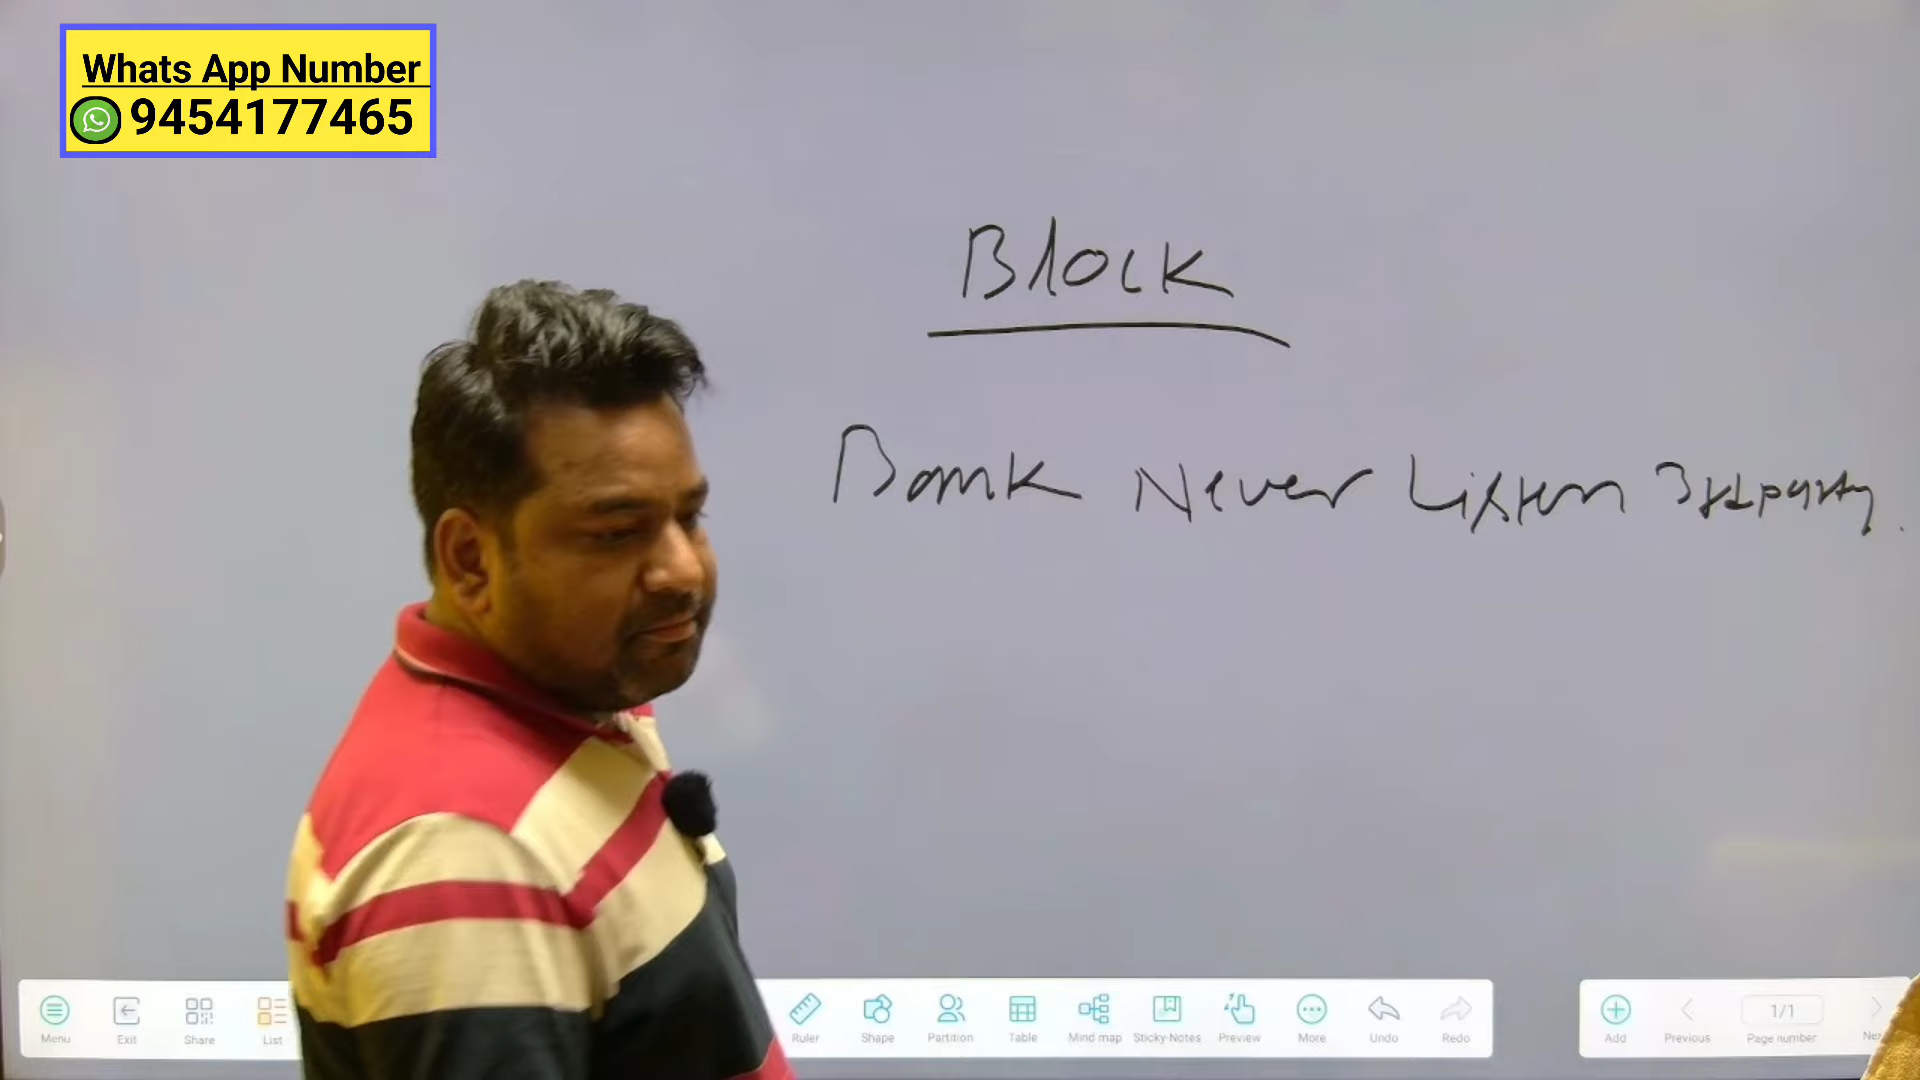 Whats App Number
9454177465
Block
Bank Never Listen 3rd party.
Menu
Exit
Share
List
Ruler
Shape
Partition
Table
Mind map
Sticky-Notes
Preview
More
Undo
Redo
Add
Previous
1/1
Page number